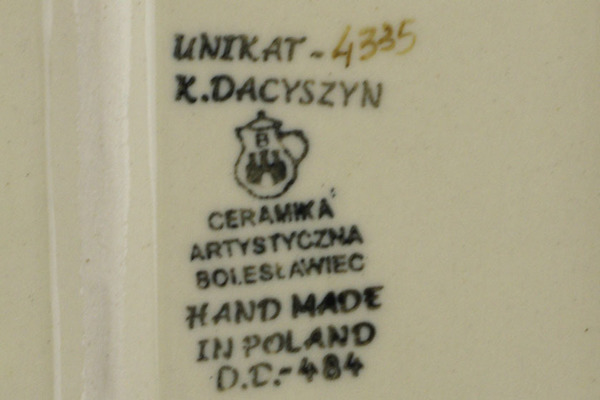 UNIKAT - 4335
K.DACYSZYN
B
CERAMIKA
ARTYSTYCZNA
BOLESŁAWIEC
HAND MADE
IN POLAND
D.D.-484